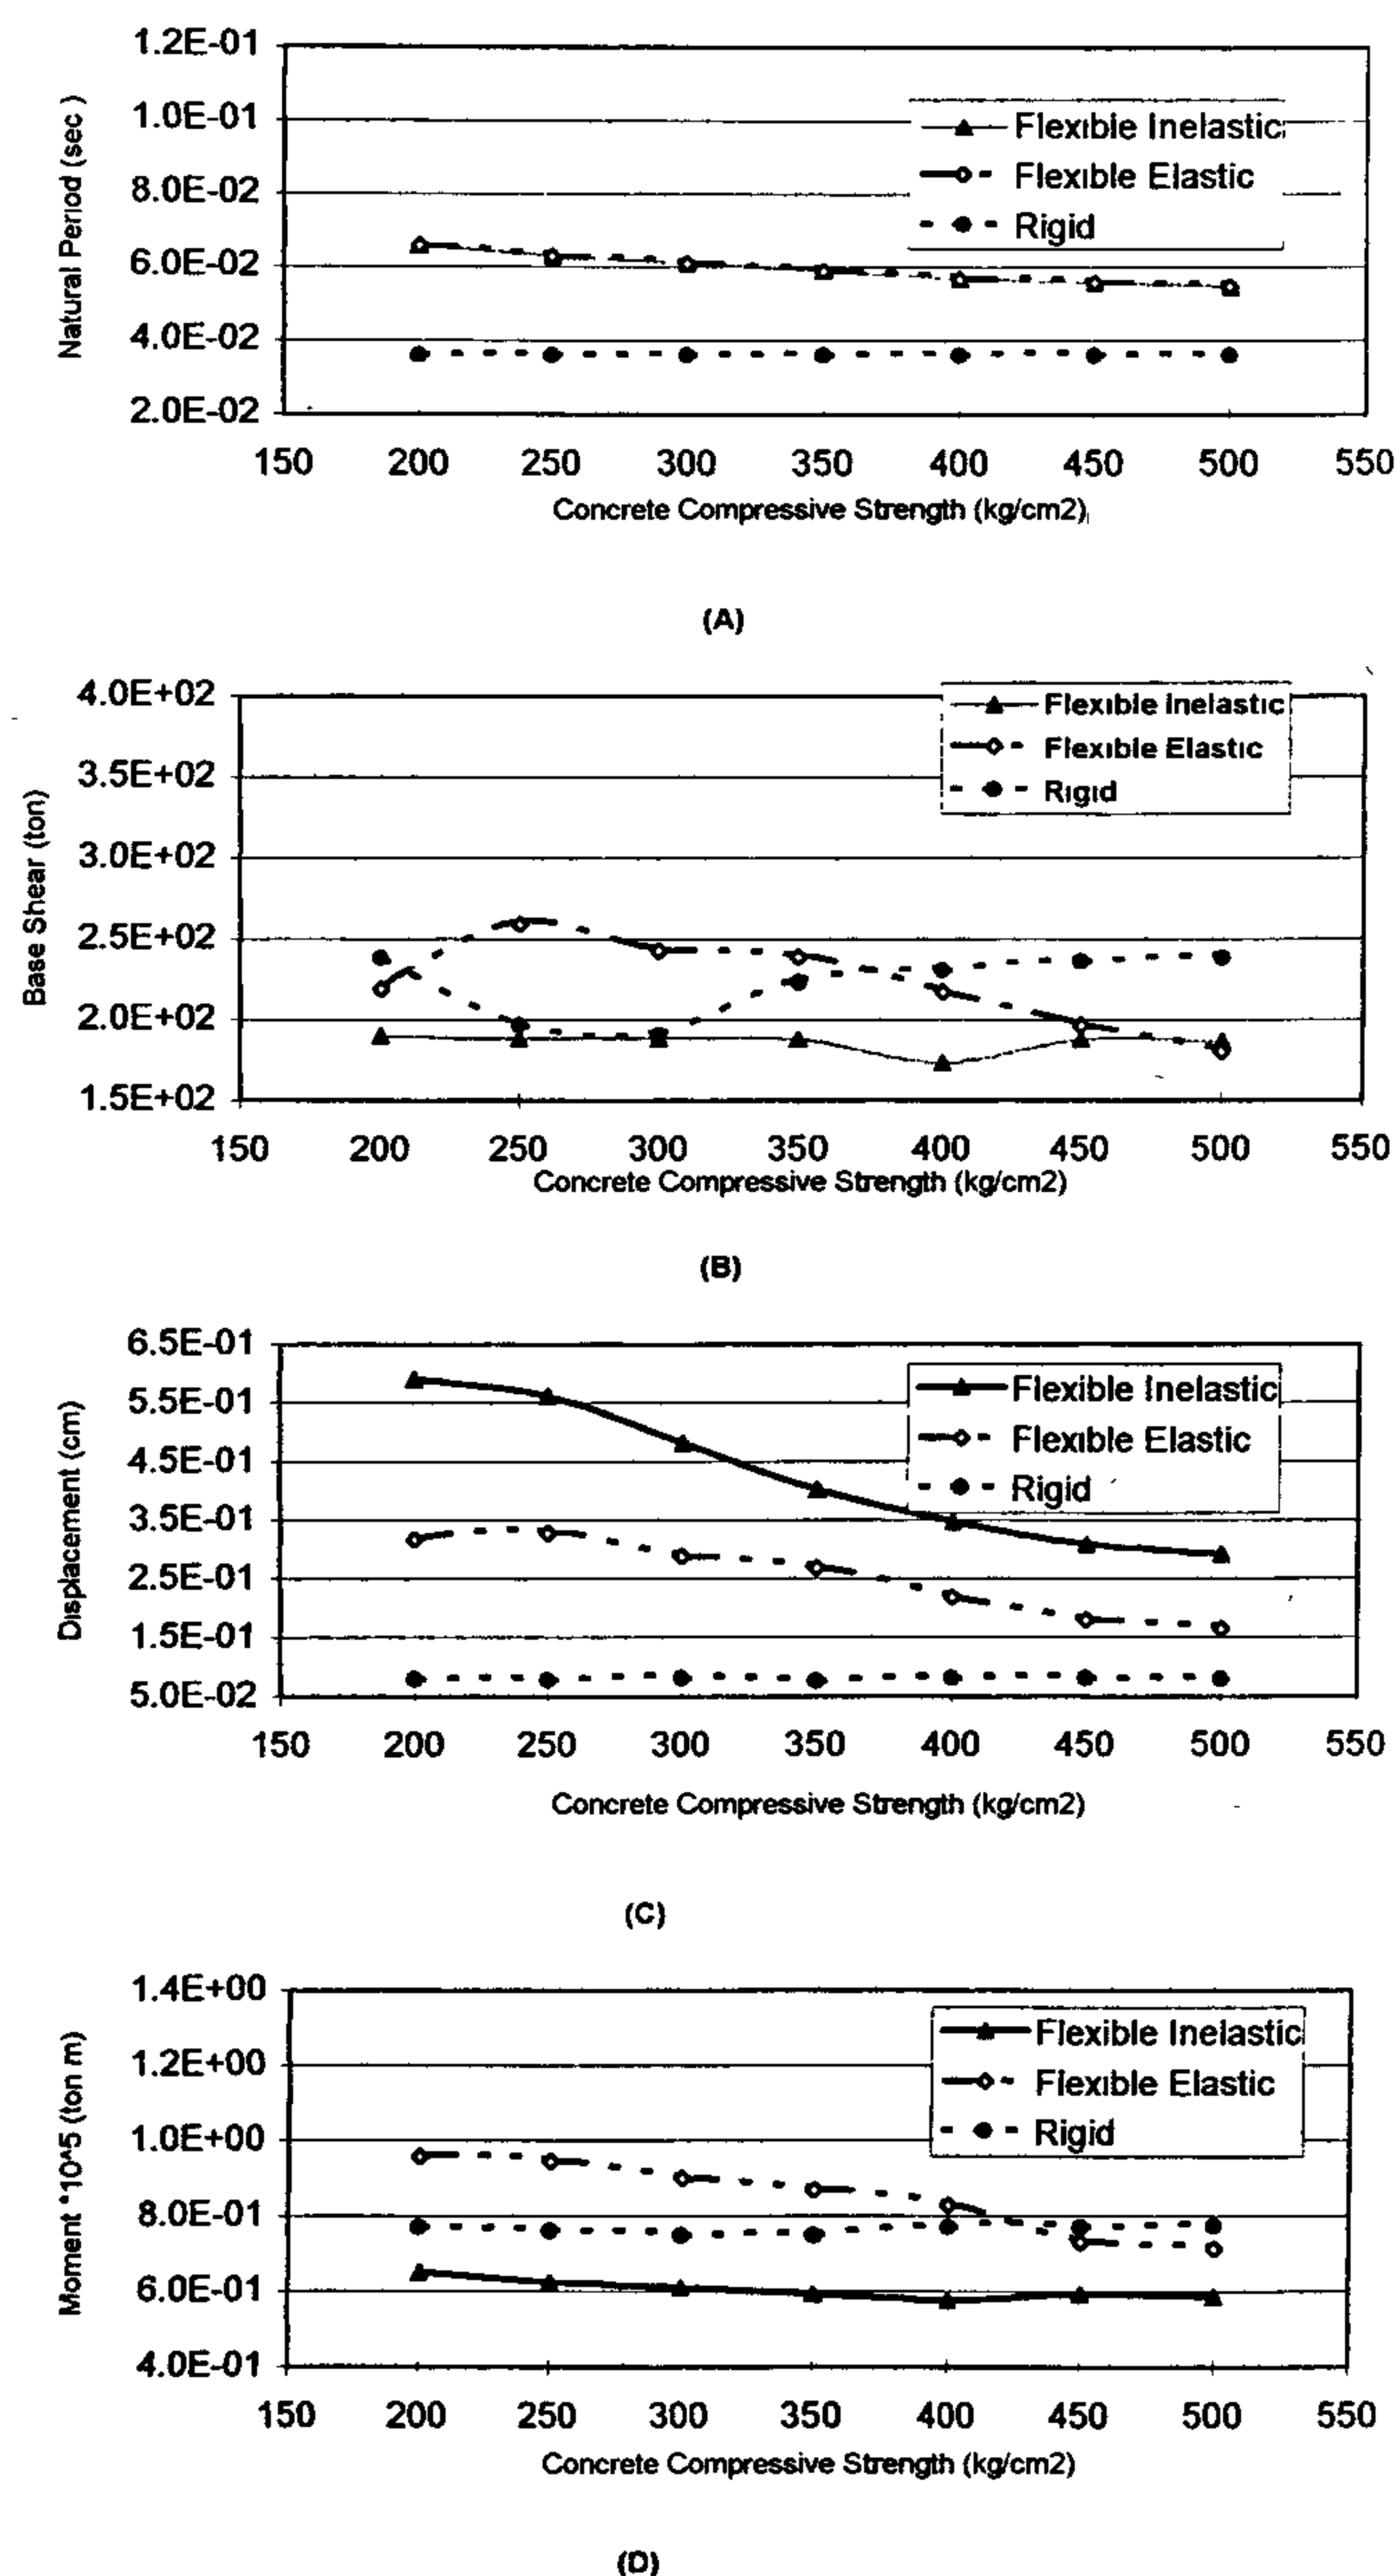 1.2E-01
1.0E-01
8.0E-02
6.0E-02
4.0E-02
2.0E-02
Natural Period (sec )
Flexible Inelastic
Flexible Elastic
Rigid
150 200 250 300 350 400 450 500 550
Concrete Compressive Strength (kg/cm2)
(A)
4.0E+02
3.5E+02
3.0E+02
2.5E+02
2.0E+02
1.5E+02
Base Shear (ton)
Flexible Inelastic
Flexible Elastic
Rigid
150 200 250 300 350 400 450 500 550
Concrete Compressive Strength (kg/cm2)
(B)
6.5E-01
5.5E-01
4.5E-01
3.5E-01
2.5E-01
1.5E-01
5.0E-02
Displacement (cm)
Flexible Inelastic
Flexible Elastic
Rigid
150 200 250 300 350 400 450 500 550
Concrete Compressive Strength (kg/cm2)
(C)
1.4E+00
1.2E+00
1.0E+00
8.0E-01
6.0E-01
4.0E-01
Moment *10^5 (ton m)
Flexible Inelastic
Flexible Elastic
Rigid
150 200 250 300 350 400 450 500 550
Concrete Compressive Strength (kg/cm2)
(D)